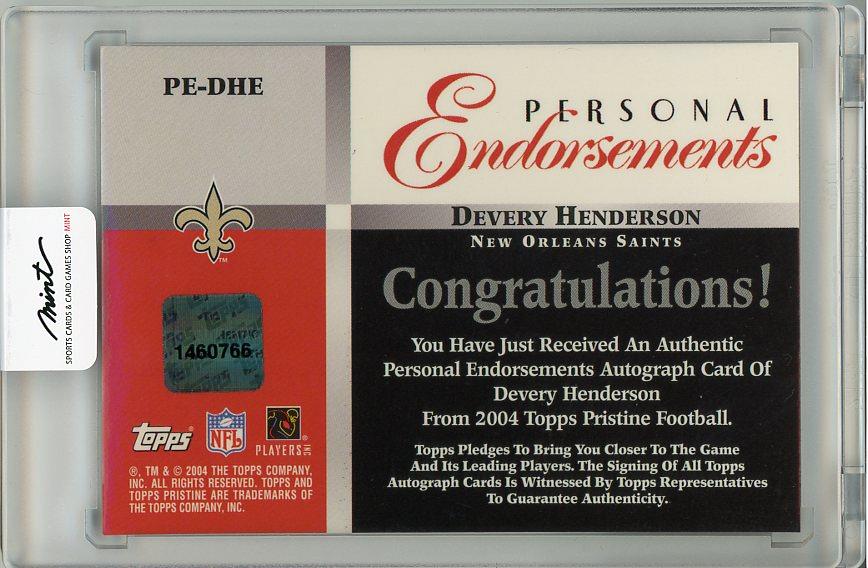 PE-DHE
PERSONAL
Endorsements
DEVERY HENDERSON
NEW ORLEANS SAINTS
Congratulations!
You Have Just Received An Authentic
Personal Endorsements Autograph Card Of
Devery Henderson
From 2004 Topps Pristine Football.
Topps Pledges To Bring You Closer To The Game
And Its Leading Players. The Signing Of All Topps
Autograph Cards Is Witnessed By Topps Representatives
To Guarantee Authenticity.
TM
1460766
Topps
NFL
PLAYERS INC
®, TM & © 2004 THE TOPPS COMPANY,
INC. ALL RIGHTS RESERVED. TOPPS AND
TOPPS PRISTINE ARE TRADEMARKS OF
THE TOPPS COMPANY, INC.
mint
SPORTS CARDS & CARD GAMES SHOP MINT